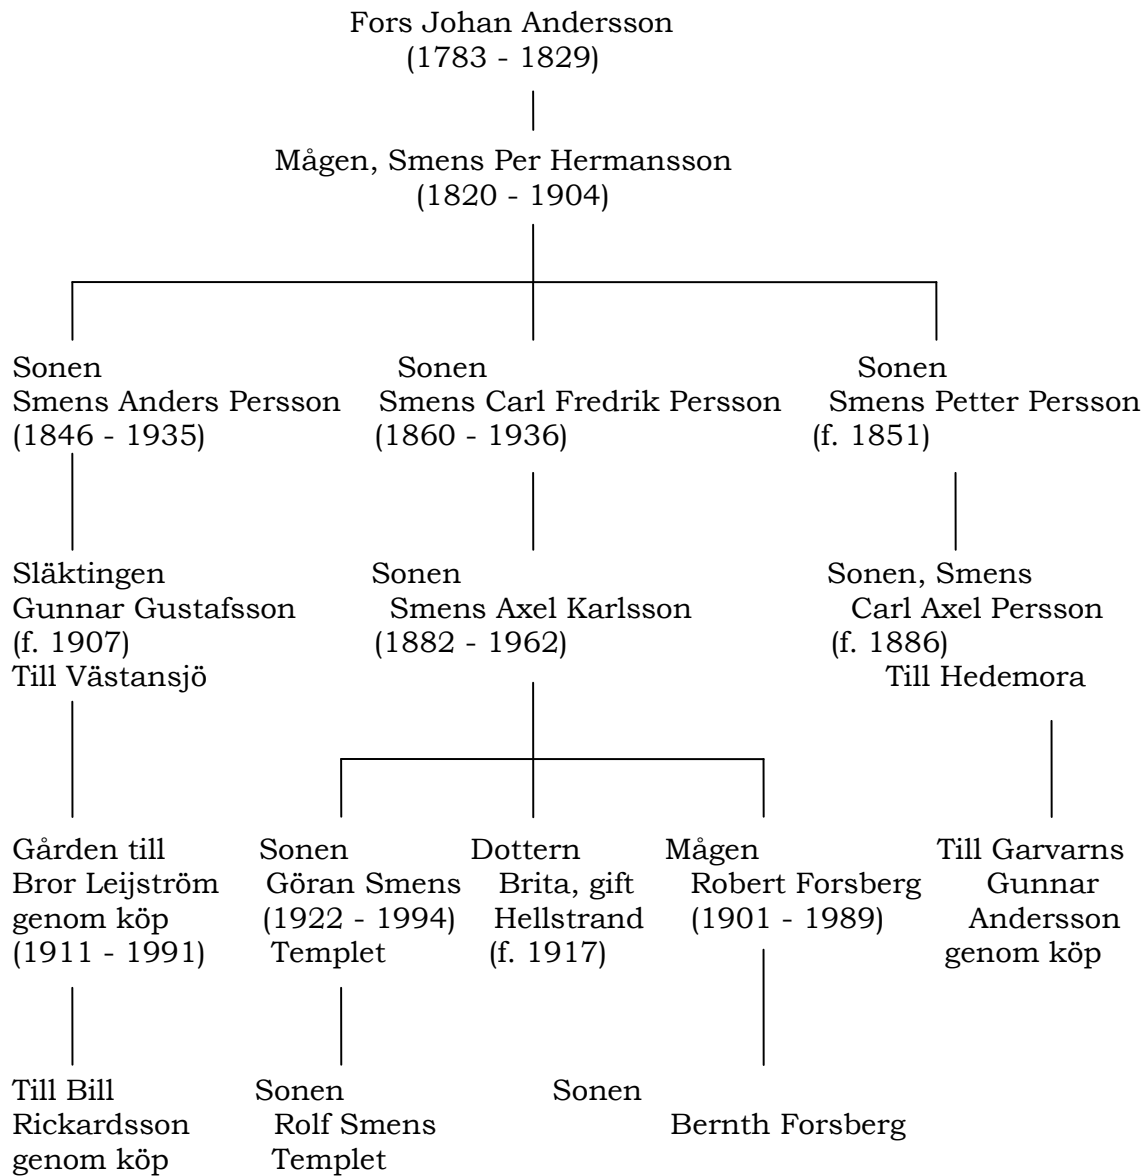 Fors Johan Andersson
(1783 - 1829)
Mågen, Smens Per Hermansson
(1820 - 1904)
Sonen
Smens Anders Persson
(1846 - 1935)
Sonen
Smens Carl Fredrik Persson
(1860 - 1936)
Sonen
Smens Petter Persson
(f. 1851)
Släktingen
Gunnar Gustafsson
(f. 1907)
Till Västansjö
Sonen
Smens Axel Karlsson
(1882 - 1962)
Sonen, Smens
Carl Axel Persson
(f. 1886)
Till Hedemora
Gården till
Bror Leijström
genom köp
(1911 - 1991)
Sonen
Göran Smens
(1922 - 1994)
Templet
Dottern
Brita, gift
Hellstrand
(f. 1917)
Mågen
Robert Forsberg
(1901 - 1989)
Till Garvarns
Gunnar
Andersson
genom köp
Till Bill
Rickardsson
genom köp
Sonen
Rolf Smens
Templet
Sonen
Bernth Forsberg